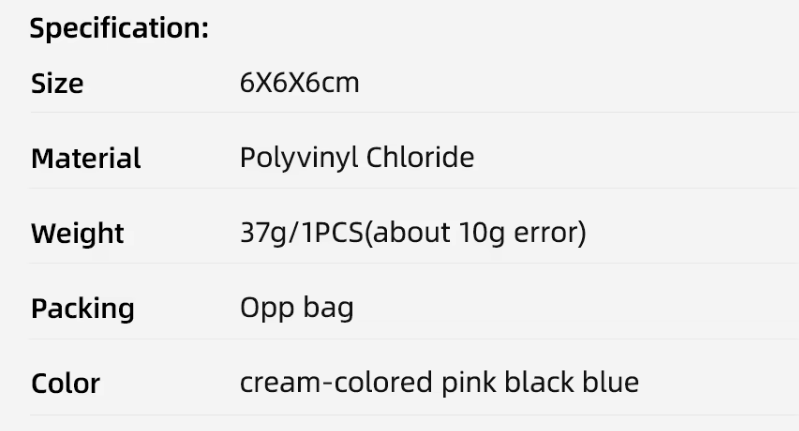 Specification:
Size 6X6X6cm
Material Polyvinyl Chloride
Weight 37g/1PCS(about 10g error)
Packing Opp bag
Color cream-colored pink black blue